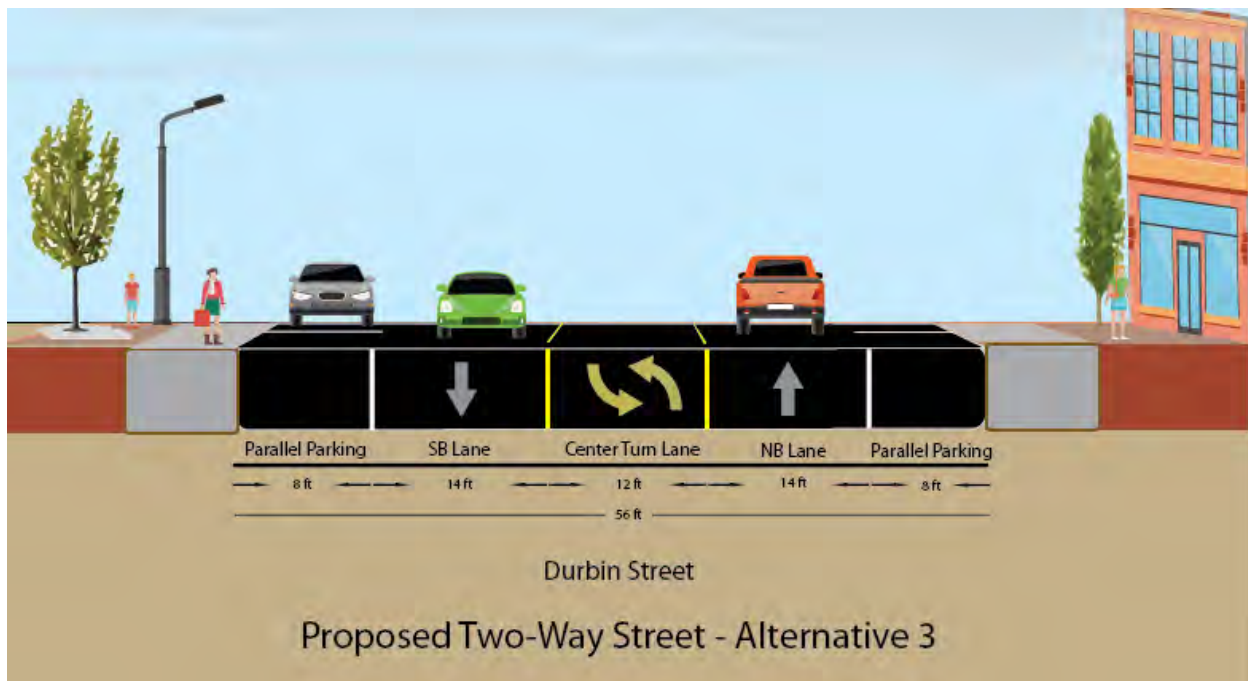 Parallel Parking SB Lane Center Turn Lane NB Lane Parallel Parking
8 ft 14 ft 12 ft 14 ft 8 ft
56 ft
Durbin Street
Proposed Two-Way Street - Alternative 3